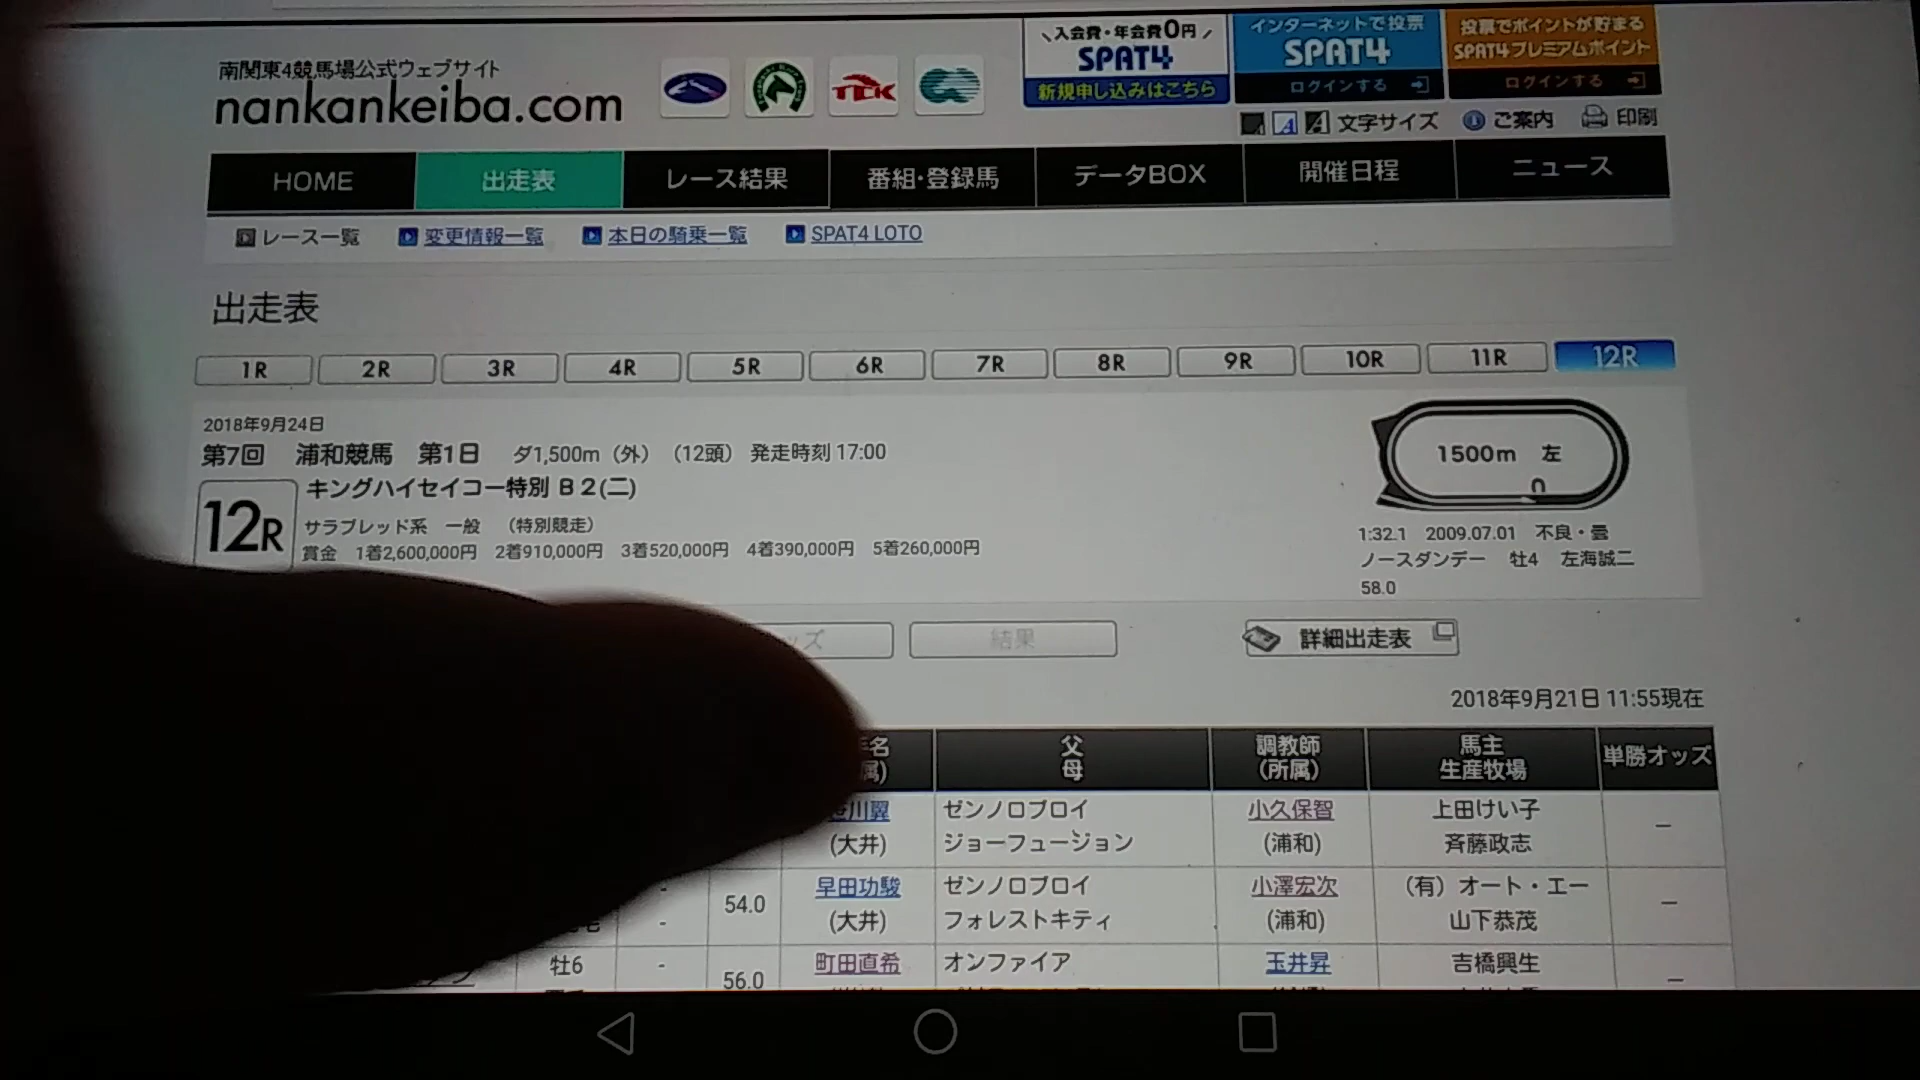 南関東4競馬場公式ウェブサイト
nankankeiba.com
TCK
＼入会費・年会費0円／
SPAT4
新規申し込みはこちら
インターネットで投票
SPAT4
ログインする
投票でポイントが貯まる
SPAT4プレミアムポイント
ログインする
文字サイズ ご案内 印刷
HOME 出走表 レース結果 番組・登録馬 データBOX 開催日程 ニュース
レース一覧 変更情報一覧 本日の騎乗一覧 SPAT4 LOTO
出走表
1R 2R 3R 4R 5R 6R 7R 8R 9R 10R 11R 12R
2018年9月24日
第7回 浦和競馬 第1日 ダ1,500m（外）（12頭） 発走時刻 17:00
12R
キングハイセイコー特別 B2(二)
サラブレッド系 一般 （特別競走）
賞金 1着2,600,000円 2着910,000円 3着520,000円 4着390,000円 5着260,000円
1500m 左
1:32.1 2009.07.01 不良・曇
ノースダンデー 牡4 左海誠二
58.0
ズ 結果 詳細出走表
2018年9月21日 11:55現在
名 父 調教師 馬主 単勝オッズ
属) 母 (所属) 生産牧場
川翼 ゼンノロブロイ 小久保智 上田けい子 －
(大井) ジョーフュージョン (浦和) 斉藤政志
- 54.0 早田功駿 ゼンノロブロイ 小澤宏次 （有）オート・エー －
- (大井) フォレストキティ (浦和) 山下恭茂
牡6 - 56.0 町田直希 オンファイア 玉井昇 吉橋興生 －